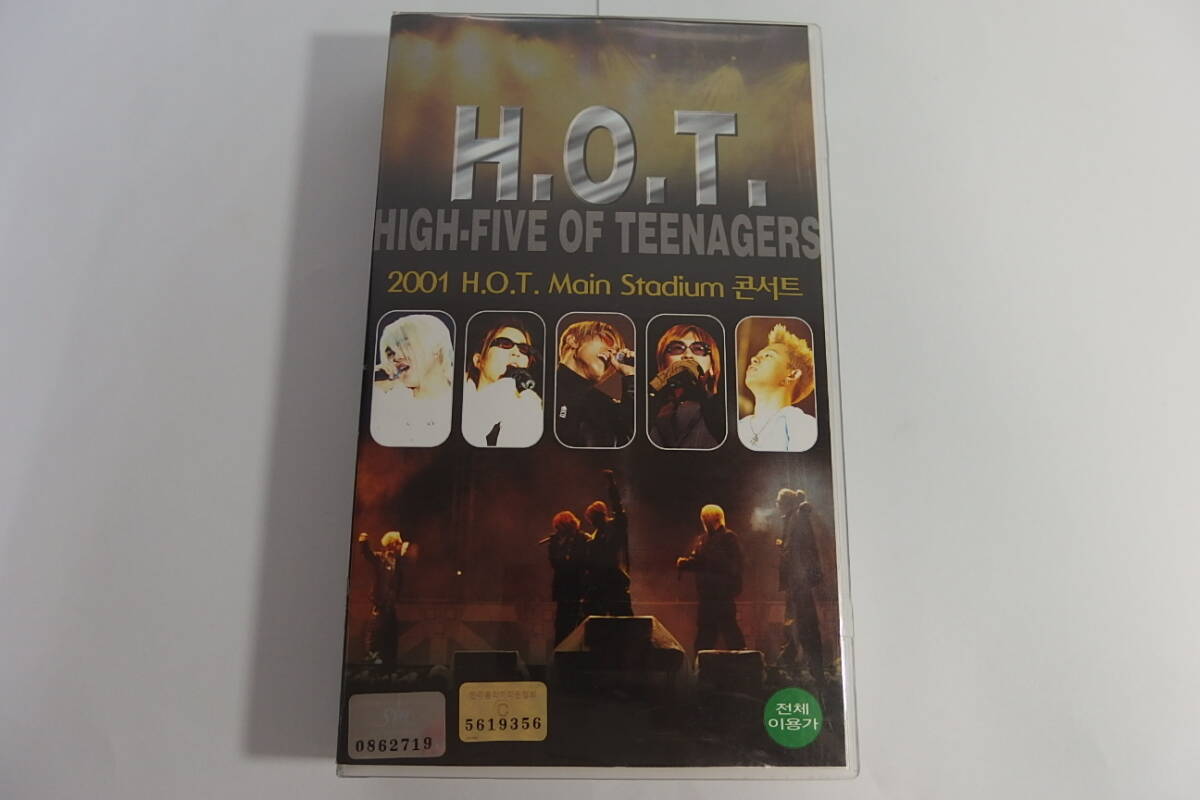 H.O.T.
HIGH-FIVE OF TEENAGERS
2001 H.O.T. Main Stadium 콘서트
C
5619356
0862719
전체
이용가